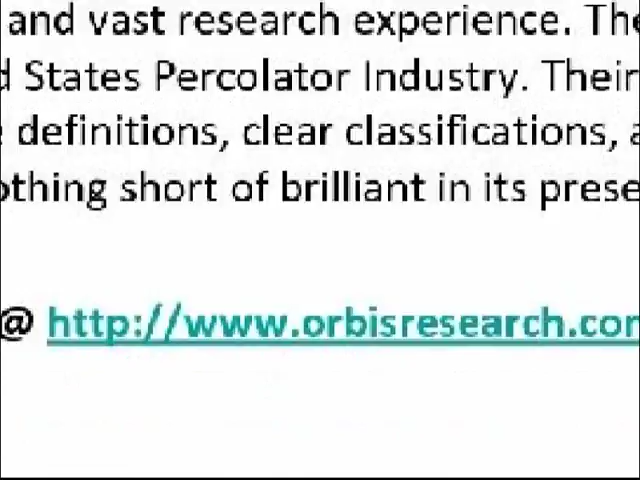 and vast research experience. The
d States Percolator Industry. Their
definitions, clear classifications, a
othing short of brilliant in its prese
@ http://www.orbisresearch.com